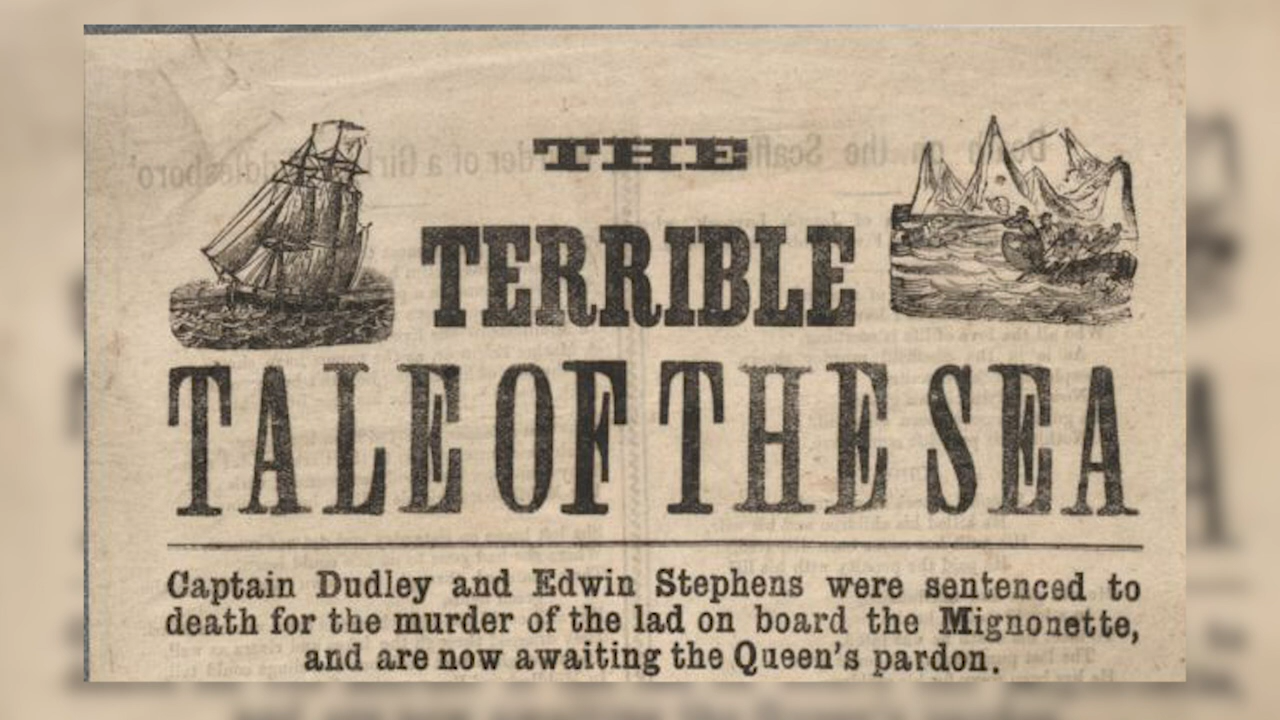 THE
TERRIBLE
TALE OF THE SEA
Captain Dudley and Edwin Stephens were sentenced to
death for the murder of the lad on board the Mignonette,
and are now awaiting the Queen's pardon.